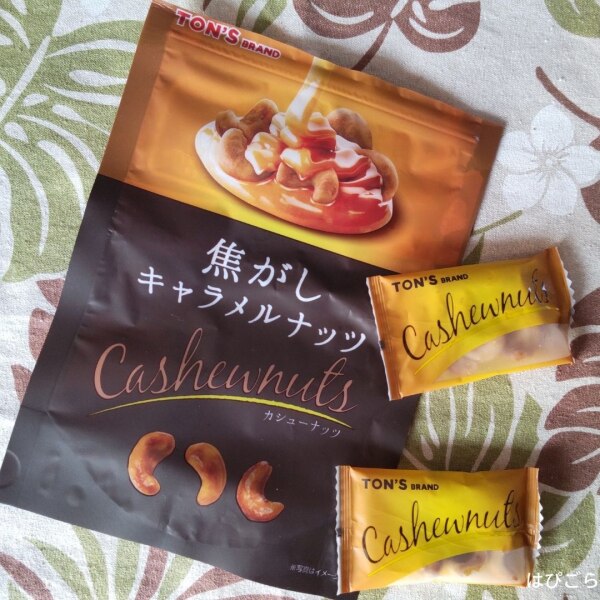 TON'S BRAND
焦がし
キャラメルナッツ
Cashewnuts
カシューナッツ
※写真はイメージ
TON'S BRAND
Cashewnuts
TON'S BRAND
Cashewnuts
はぴごら